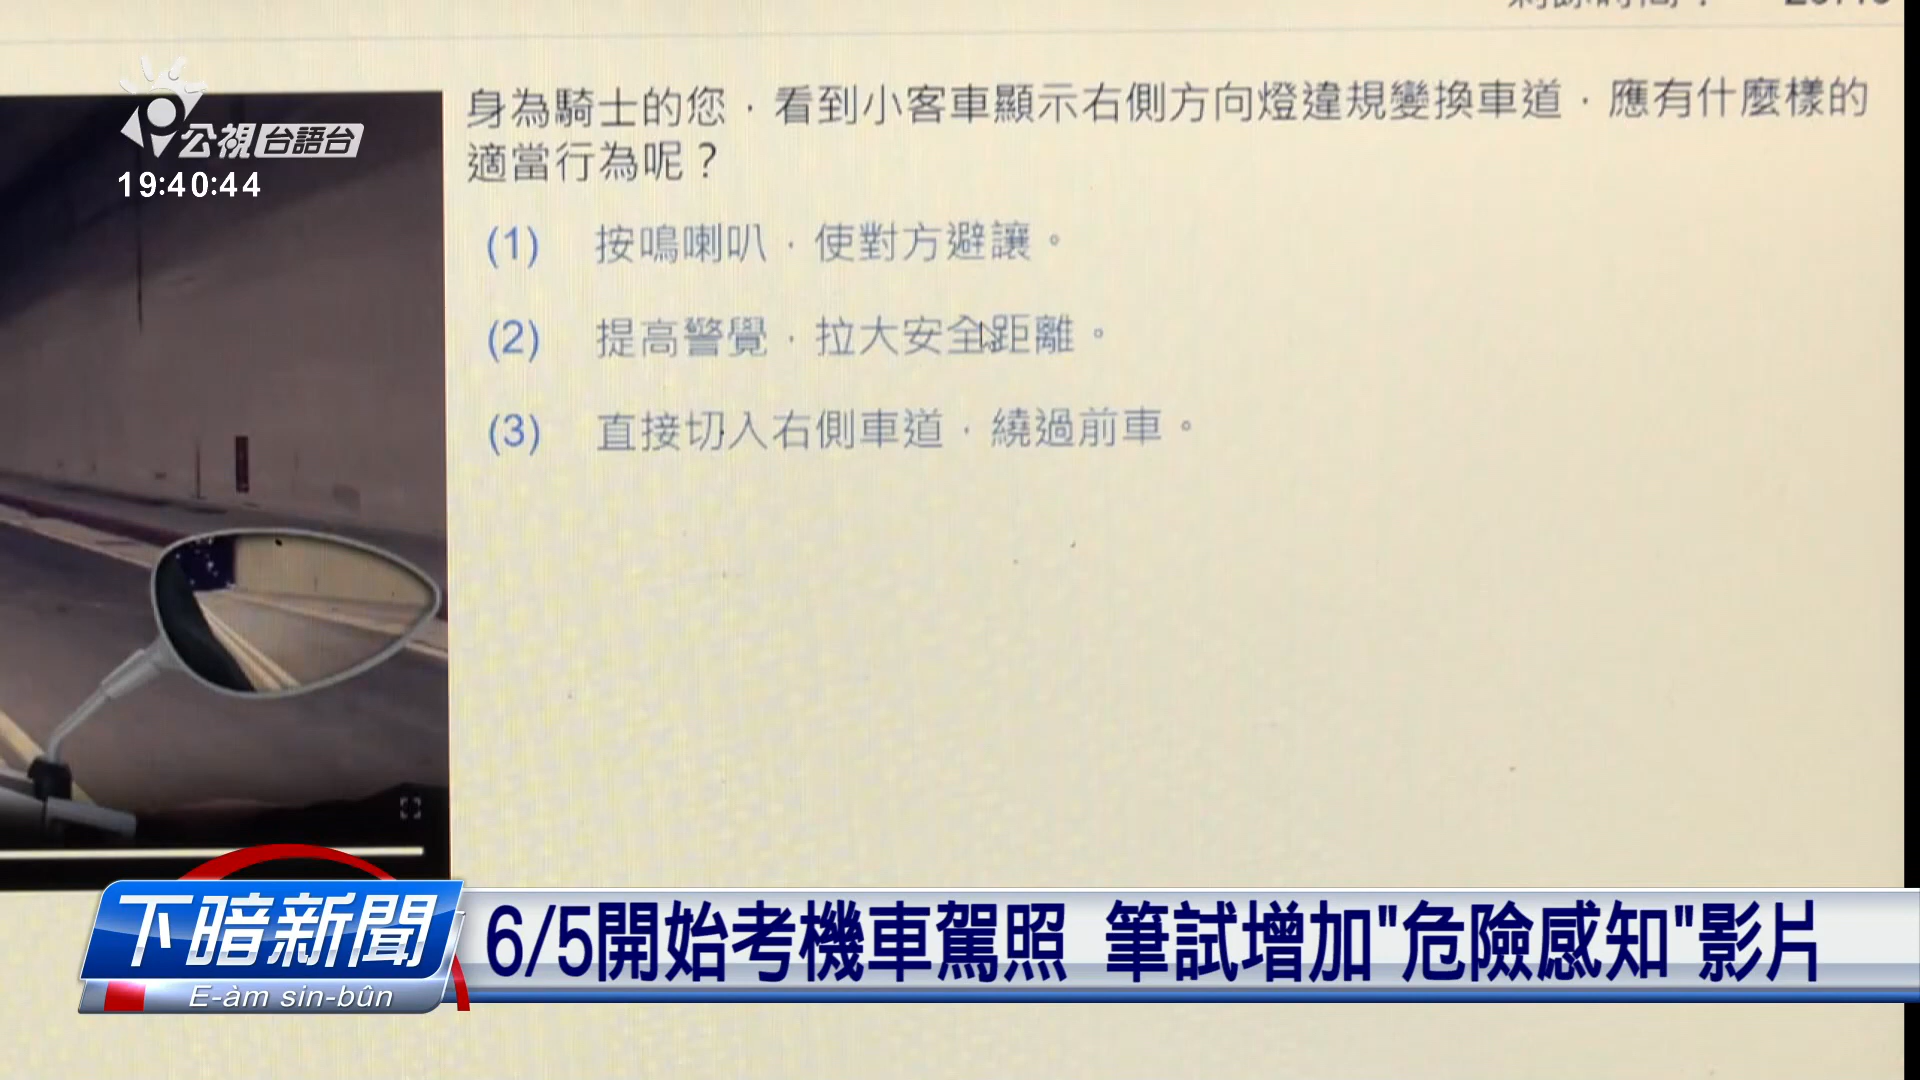 身為騎士的您，看到小客車顯示右側方向燈違規變換車道，應有什麼樣的
適當行為呢？
公視台語台
19:40:44
(1) 按鳴喇叭，使對方避讓。
(2) 提高警覺，拉大安全距離。
(3) 直接切入右側車道，繞過前車。
下暗新聞
E-àm sin-bûn
6/5開始考機車駕照 筆試增加"危險感知"影片